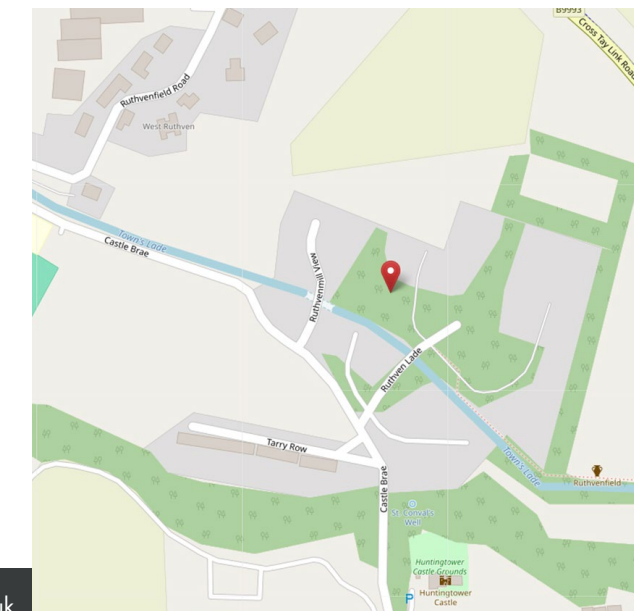 B9993
Cross Tay Link Road
Ruthvenfield Road
West Ruthven
Town's Lade
Castle Brae
Ruthvenmill View
Ruthven Lade
Tarry Row
Castle Brae
Town's Lade
Ruthvenfield
St. Conval's
Well
Huntingtower
Castle Grounds
Huntingtower
Castle
P
uk